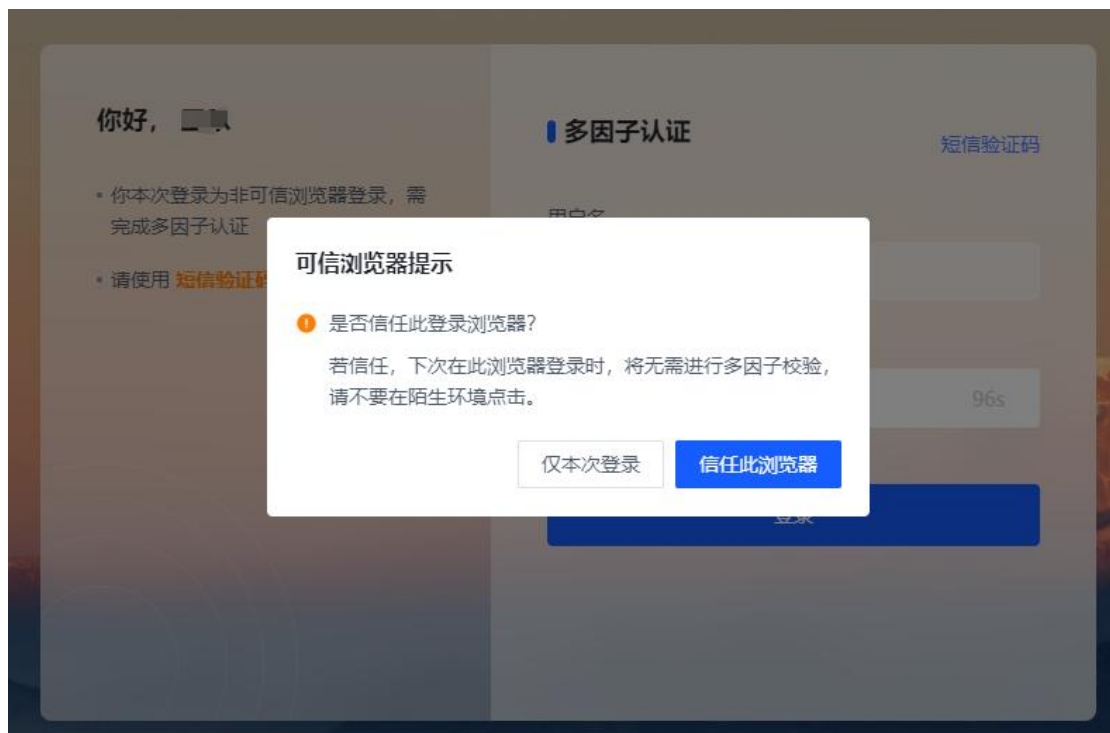 你好，
多因子认证
短信验证码
• 你本次登录为非可信浏览器登录，需
完成多因子认证
用户名
• 请使用 短信验证码
可信浏览器提示
是否信任此登录浏览器?
若信任，下次在此浏览器登录时，将无需进行多因子校验，
请不要在陌生环境点击。
96s
仅本次登录
信任此浏览器
登录